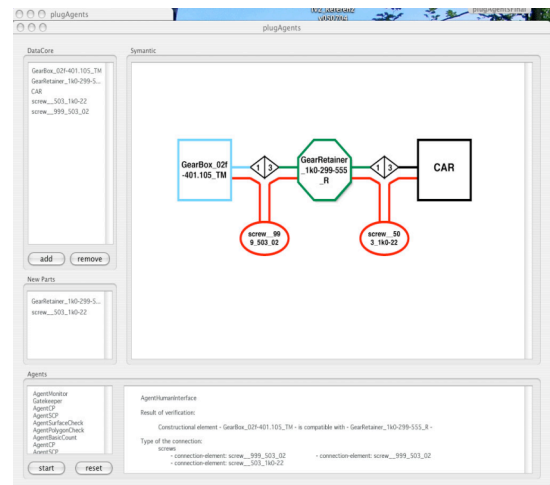 plugAgents
plugAgents
DataCore
Symantic
GearBox_02f-401.105_TM
GearRetainer_1k0-299-5...
CAR
screw__503_1k0-22
screw__999_503_02
GearBox_02f
-401.105_TM
1 3
GearRetainer
_1k0-299-555
_R
1 3
CAR
screw__99
9_503_02
screw__50
3_1k0-22
add
remove
New Parts
GearRetainer_1k0-299-5...
screw__503_1k0-22
Agents
AgentMonitor
Gatekeeper
AgentCP
AgentSCP
AgentSurfaceCheck
AgentPolygonCheck
AgentBasicCount
AgentCP
AgentSCP
start
reset
AgentHumanInterface
Result of verification:
Constructional element - GearBox_02f-401.105_TM - is compatible with - GearRetainer_1k0-299-555_R -
Type of the connection:
screws
- connection-element: screw__999_503_02 - connection-element: screw__999_503_02
- connection-element: screw__503_1k0-22